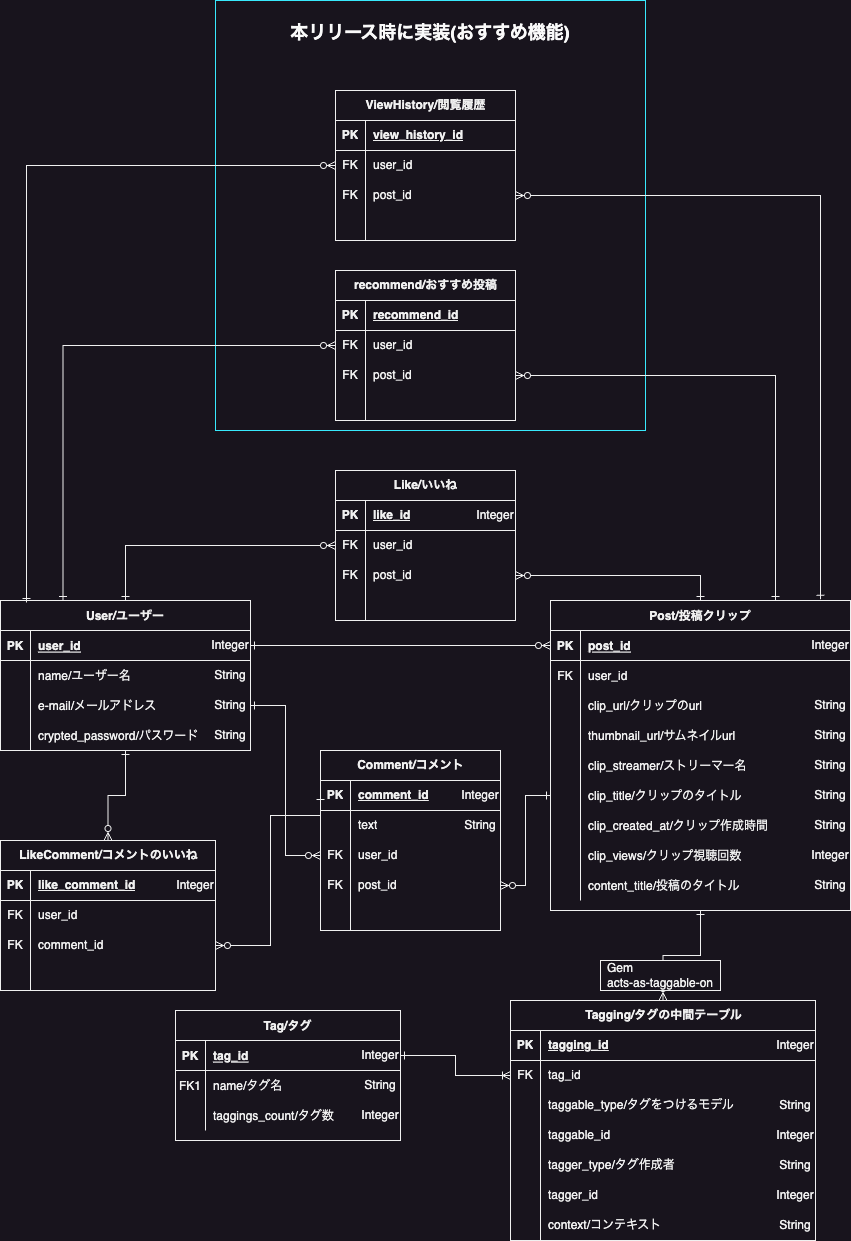 本リリース時に実装(おすすめ機能)
ViewHistory/閲覧履歴
PK view_history_id
FK user_id
FK post_id
recommend/おすすめ投稿
PK recommend_id
FK user_id
FK post_id
Like/いいね
PK like_id Integer
FK user_id
FK post_id
User/ユーザー
PK user_id Integer
name/ユーザー名 String
e-mail/メールアドレス String
crypted_password/パスワード String
Post/投稿クリップ
PK post_id Integer
FK user_id
clip_url/クリップのurl String
thumbnail_url/サムネイルurl String
clip_streamer/ストリーマー名 String
clip_title/クリップのタイトル String
clip_created_at/クリップ作成時間 String
clip_views/クリップ視聴回数 Integer
content_title/投稿のタイトル String
Comment/コメント
PK comment_id Integer
text String
FK user_id
FK post_id
LikeComment/コメントのいいね
PK like_comment_id Integer
FK user_id
FK comment_id
Gem
acts-as-taggable-on
Tag/タグ
PK tag_id Integer
FK1 name/タグ名 String
taggings_count/タグ数 Integer
Tagging/タグの中間テーブル
PK tagging_id Integer
FK tag_id
taggable_type/タグをつけるモデル String
taggable_id Integer
tagger_type/タグ作成者 String
tagger_id Integer
context/コンテキスト String